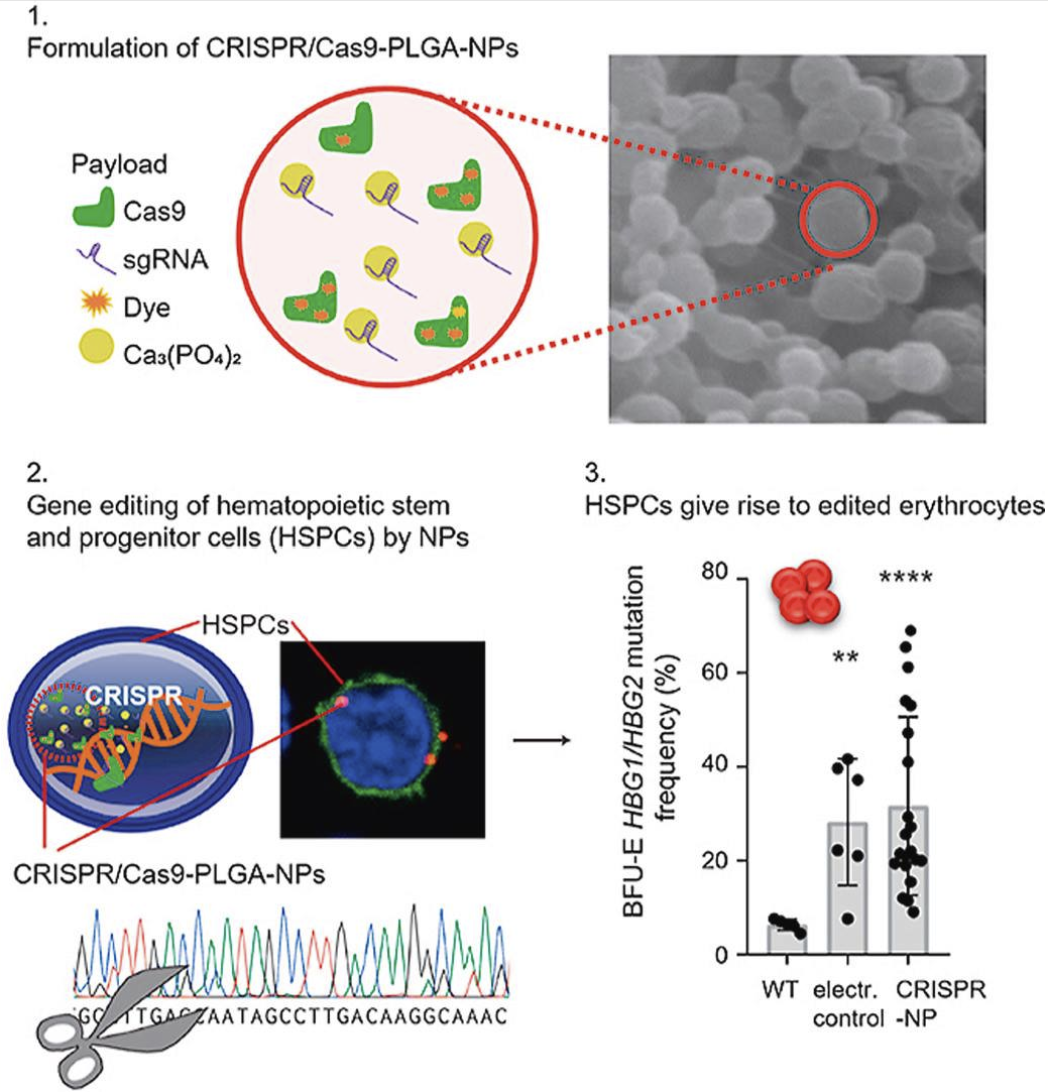 1.
Formulation of CRISPR/Cas9-PLGA-NPs
Payload
Cas9
sgRNA
Dye
Ca₃(PO₄)₂
2.
Gene editing of hematopoietic stem
and progenitor cells (HSPCs) by NPs
HSPCs
CRISPR
CRISPR/Cas9-PLGA-NPs
CAATAGCCTTGACAAGGCAAAC
3.
HSPCs give rise to edited erythrocytes
BFU-E HBG1/HBG2 mutation
frequency (%)
80
60
40
20
0
**
****
WT electr. CRISPR
control -NP